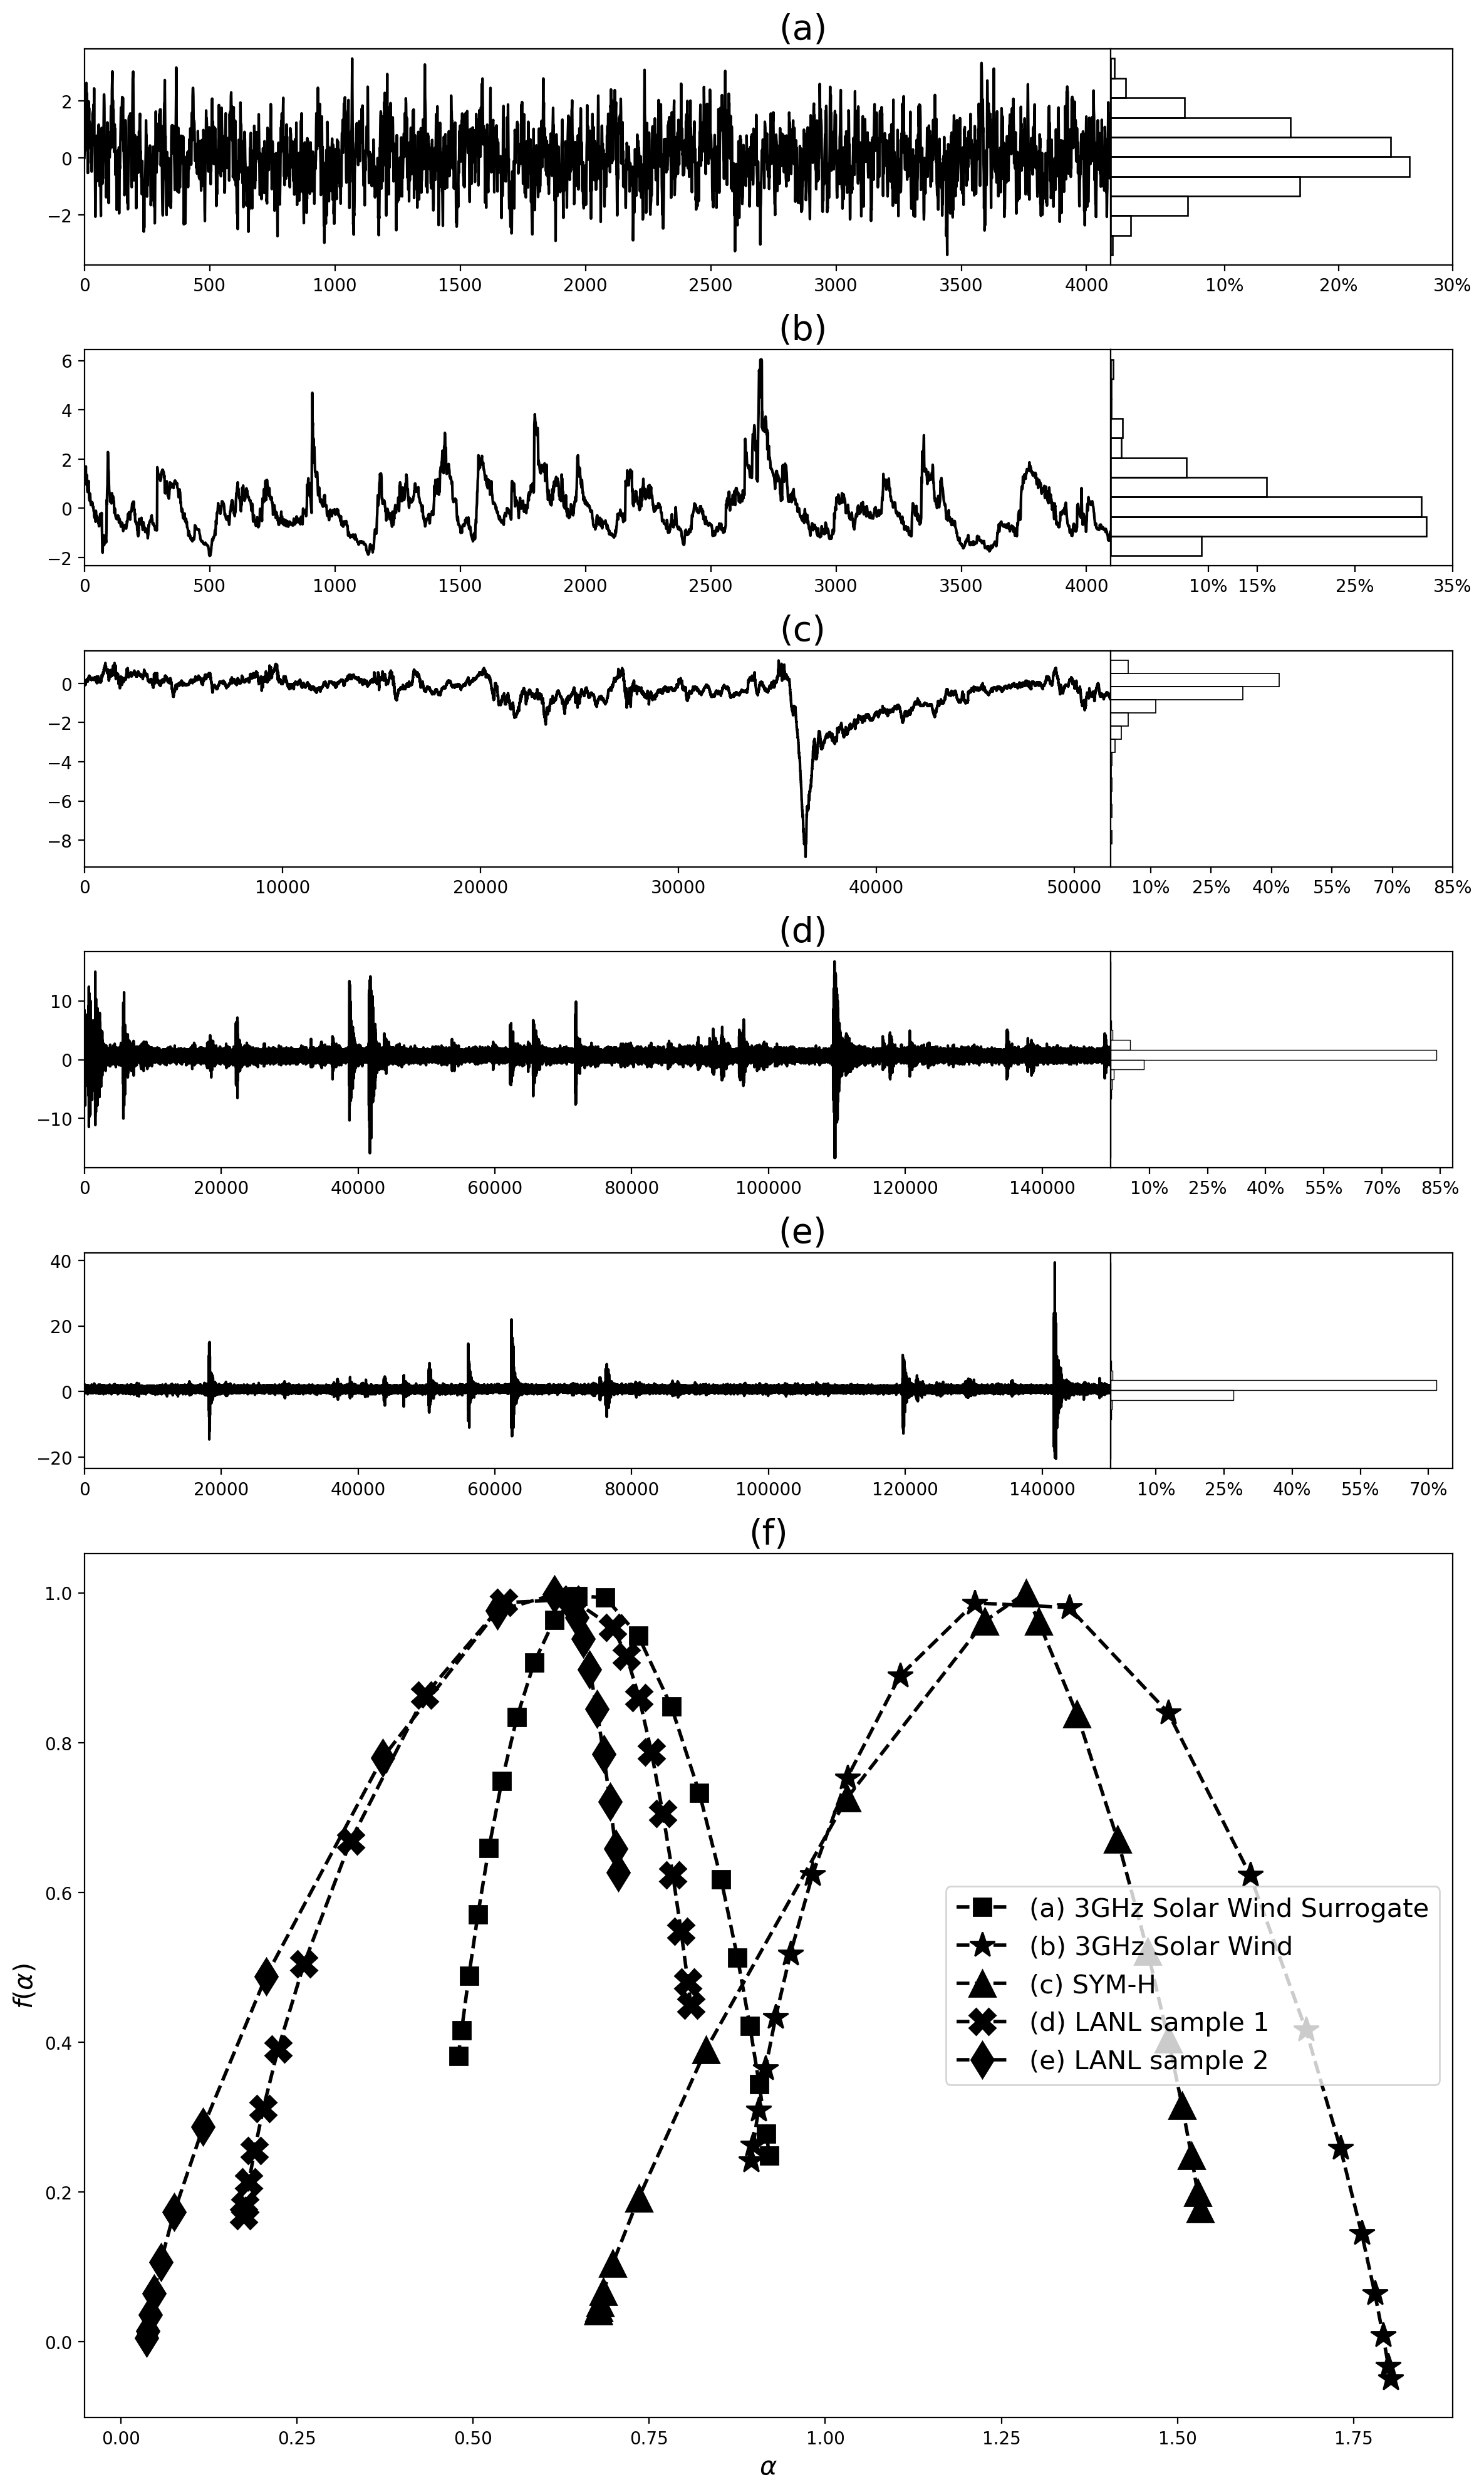 (a)
2
0
−2
0 500 1000 1500 2000 2500 3000 3500 4000 10% 20% 30%
(b)
6
4
2
0
−2
0 500 1000 1500 2000 2500 3000 3500 4000 10% 15% 25% 35%
(c)
0
−2
−4
−6
−8
0 10000 20000 30000 40000 50000 10% 25% 40% 55% 70% 85%
(d)
10
0
−10
0 20000 40000 60000 80000 100000 120000 140000 10% 25% 40% 55% 70% 85%
(e)
40
20
0
−20
0 20000 40000 60000 80000 100000 120000 140000 10% 25% 40% 55% 70%
(f)
1.0
0.8
0.6
0.4
0.2
0.0
f(α)
(a) 3GHz Solar Wind Surrogate
(b) 3GHz Solar Wind
(c) SYM-H
(d) LANL sample 1
(e) LANL sample 2
0.00 0.25 0.50 0.75 1.00 1.25 1.50 1.75
α